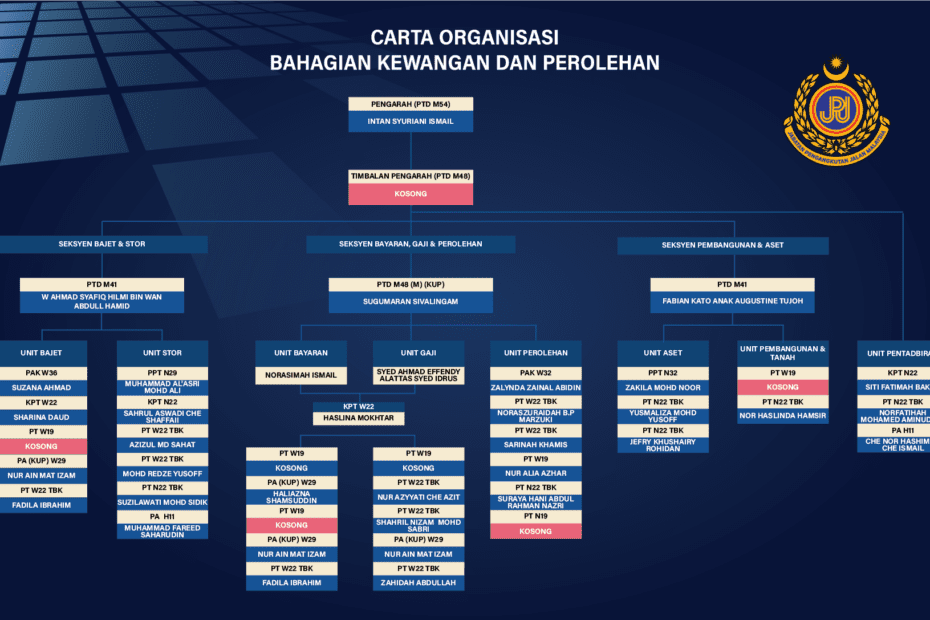 CARTA ORGANISASI
BAHAGIAN KEWANGAN DAN PEROLEHAN
JPJ
JABATAN PENGANGKUTAN JALAN MALAYSIA
PENGARAH (PTD M54)
INTAN SYURIANI ISMAIL
TIMBALAN PENGARAH (PTD M48)
KOSONG
SEKSYEN BAJET & STOR
PTD M41
W AHMAD SYAFIQ HILMI BIN WAN
ABDULL HAMID
UNIT BAJET
PAK W36
SUZANA AHMAD
KPT W22
SHARINA DAUD
PT W19
KOSONG
PA (KUP) W29
NUR AIN MAT IZAM
PT W22 TBK
FADILA IBRAHIM
UNIT STOR
PPT N29
MUHAMMAD AL'ASRI
MOHD ALI
KPT N22
SAHRUL ASWADI CHE
SHAFFAII
PT W22 TBK
AZIZUL MD SAHAT
PT W22 TBK
MOHD REDZE YUSOFF
PT N22 TBK
SUZILAWATI MOHD SIDIK
PA H11
MUHAMMAD FAREED
SAHARUDIN
SEKSYEN BAYARAN, GAJI & PEROLEHAN
PTD M48 (M) (KUP)
SUGUMARAN SIVALINGAM
UNIT BAYARAN
NORASIMAH ISMAIL
UNIT GAJI
SYED AHMAD EFFENDY
ALATTAS SYED IDRUS
KPT W22
HASLINA MOKHTAR
PT W19
KOSONG
PA (KUP) W29
HALIAZNA
SHAMSUDDIN
PT W19
KOSONG
PA (KUP) W29
NUR AIN MAT IZAM
PT W22 TBK
FADILA IBRAHIM
PT W19
KOSONG
PT W22 TBK
NUR AZYYATI CHE AZIT
PT W22 TBK
SHAHRIL NIZAM MOHD
SABRI
PA (KUP) W29
NUR AIN MAT IZAM
PT W22 TBK
ZAHIDAH ABDULLAH
UNIT PEROLEHAN
PAK W32
ZALYNDA ZAINAL ABIDIN
PT W22 TBK
NORASZURAIDAH B.P
MARZUKI
PT W22 TBK
SARINAH KHAMIS
PT W19
NUR ALIA AZHAR
PT N22 TBK
SURAYA HANI ABDUL
RAHMAN NAZRI
PT N19
KOSONG
SEKSYEN PEMBANGUNAN & ASET
PTD M41
FABIAN KATO ANAK AUGUSTINE TUJOH
UNIT ASET
PPT N32
ZAKILA MOHD NOOR
PT W22 TBK
YUSMALIZA MOHD
YUSOFF
PT N22 TBK
JEFRY KHUSHAIRY
ROHIDAN
UNIT PEMBANGUNAN &
TANAH
PT W19
KOSONG
PT N22 TBK
NOR HASLINDA HAMSIR
UNIT PENTADBIRA
KPT N22
SITI FATIMAH BAK
PT N22 TBK
NORFATIHAH
MOHAMED AMINUD
PA H11
CHE NOR HASHIM
CHE ISMAIL